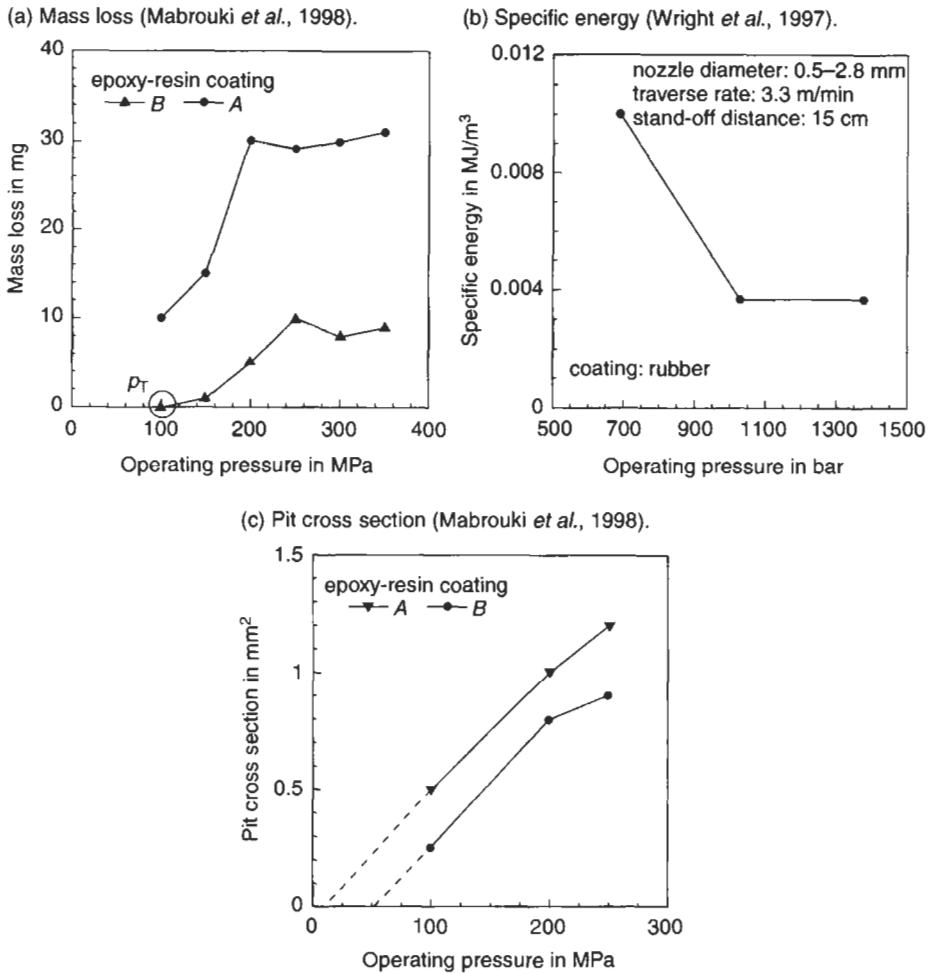 (a) Mass loss (Mabrouki et al., 1998).
40
30
20
10
0
Mass loss in mg
epoxy-resin coating
B A
pT
0 100 200 300 400
Operating pressure in MPa
(b) Specific energy (Wright et al., 1997).
0.012
0.008
0.004
0
Specific energy in MJ/m³
nozzle diameter: 0.5–2.8 mm
traverse rate: 3.3 m/min
stand-off distance: 15 cm
coating: rubber
500 700 900 1100 1300 1500
Operating pressure in bar
(c) Pit cross section (Mabrouki et al., 1998).
1.5
1
0.5
0
Pit cross section in mm²
epoxy-resin coating
A B
0 100 200 300
Operating pressure in MPa